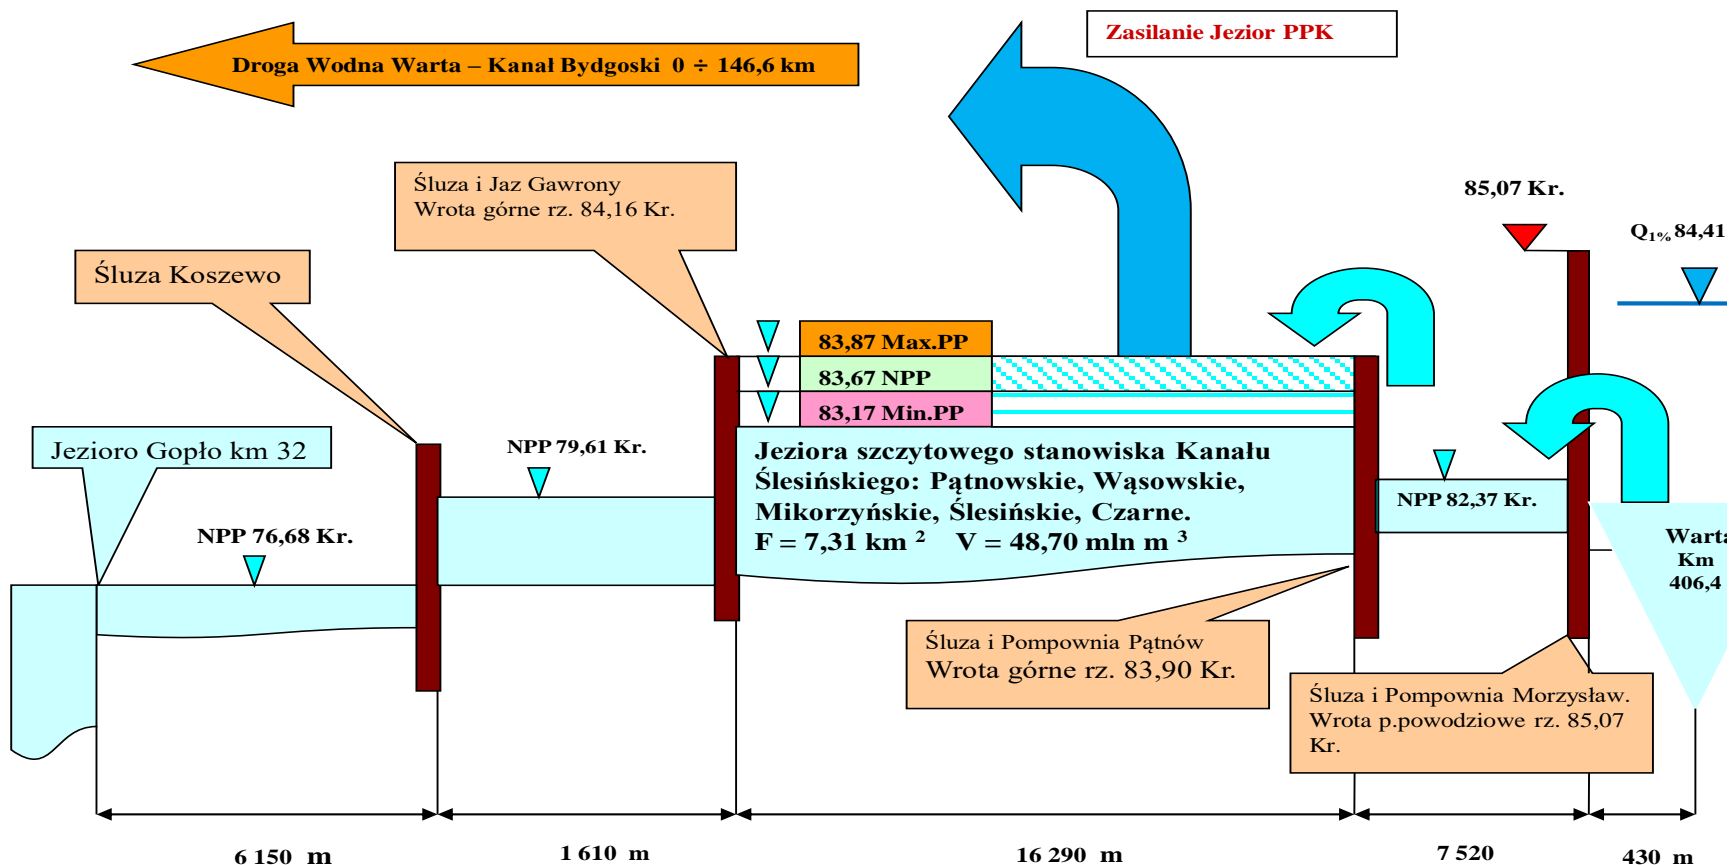 Zasilanie Jezior PPK
Droga Wodna Warta – Kanał Bydgoski 0 ÷ 146,6 km
Śluza i Jaz Gawrony
Wrota górne rz. 84,16 Kr.
85,07 Kr.
Q1% 84,41
Śluza Koszewo
83,87 Max.PP
83,67 NPP
83,17 Min.PP
Jezioro Gopło km 32
NPP 79,61 Kr.
NPP 76,68 Kr.
Jeziora szczytowego stanowiska Kanału
Ślesińskiego: Pątnowskie, Wąsowskie,
Mikorzyńskie, Ślesińskie, Czarne.
F = 7,31 km ² V = 48,70 mln m ³
NPP 82,37 Kr.
Warta
Km
406,4
Śluza i Pompownia Pątnów
Wrota górne rz. 83,90 Kr.
Śluza i Pompownia Morzysław.
Wrota p.powodziowe rz. 85,07
Kr.
6 150 m
1 610 m
16 290 m
7 520
430 m